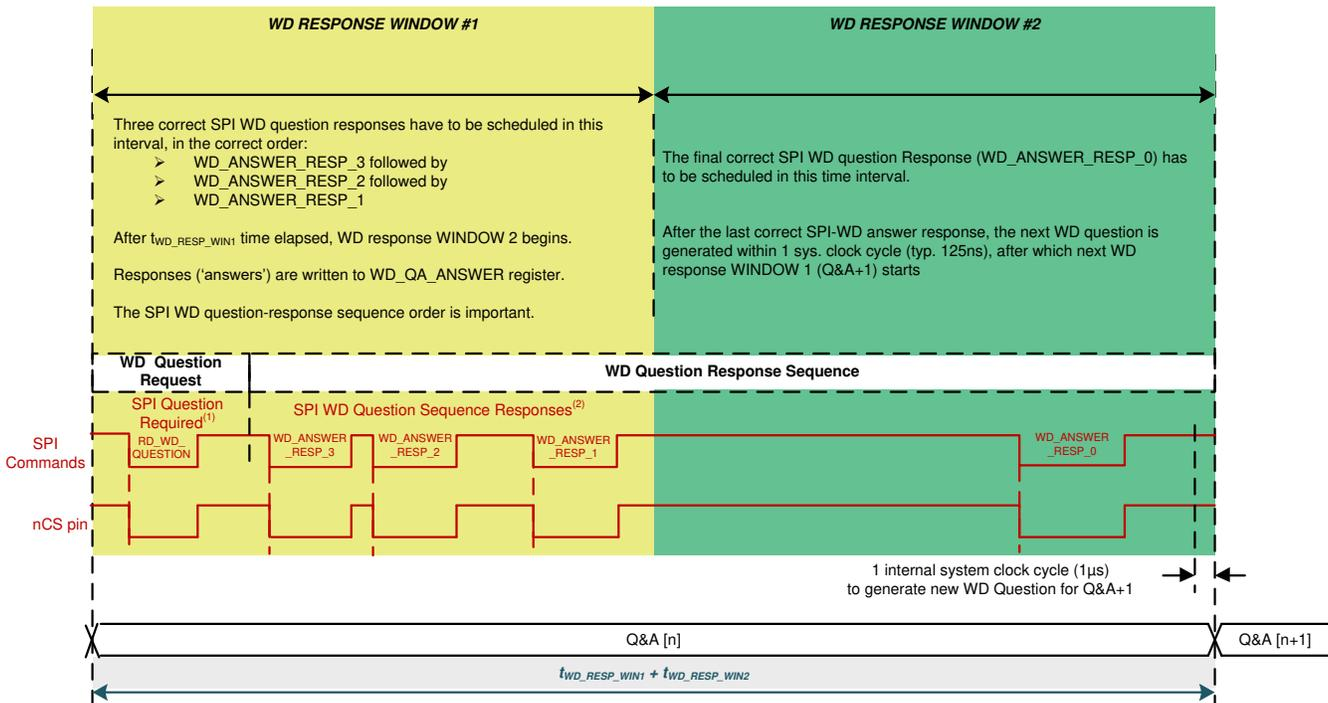 WD RESPONSE WINDOW #1
WD RESPONSE WINDOW #2
Three correct SPI WD question responses have to be scheduled in this
interval, in the correct order:
➢ WD_ANSWER_RESP_3 followed by
➢ WD_ANSWER_RESP_2 followed by
➢ WD_ANSWER_RESP_1
After tWD_RESP_WIN1 time elapsed, WD response WINDOW 2 begins.
Responses (‘answers’) are written to WD_QA_ANSWER register.
The SPI WD question-response sequence order is important.
The final correct SPI WD question Response (WD_ANSWER_RESP_0) has
to be scheduled in this time interval.
After the last correct SPI-WD answer response, the next WD question is
generated within 1 sys. clock cycle (typ. 125ns), after which next WD
response WINDOW 1 (Q&A+1) starts
WD Question
Request
WD Question Response Sequence
SPI Question
Required(1)
SPI WD Question Sequence Responses(2)
SPI
Commands
RD_WD_
QUESTION
WD_ANSWER
_RESP_3
WD_ANSWER
_RESP_2
WD_ANSWER
_RESP_1
WD_ANSWER
_RESP_0
nCS pin
1 internal system clock cycle (1µs)
to generate new WD Question for Q&A+1
Q&A [n]
Q&A [n+1]
tWD_RESP_WIN1 + tWD_RESP_WIN2